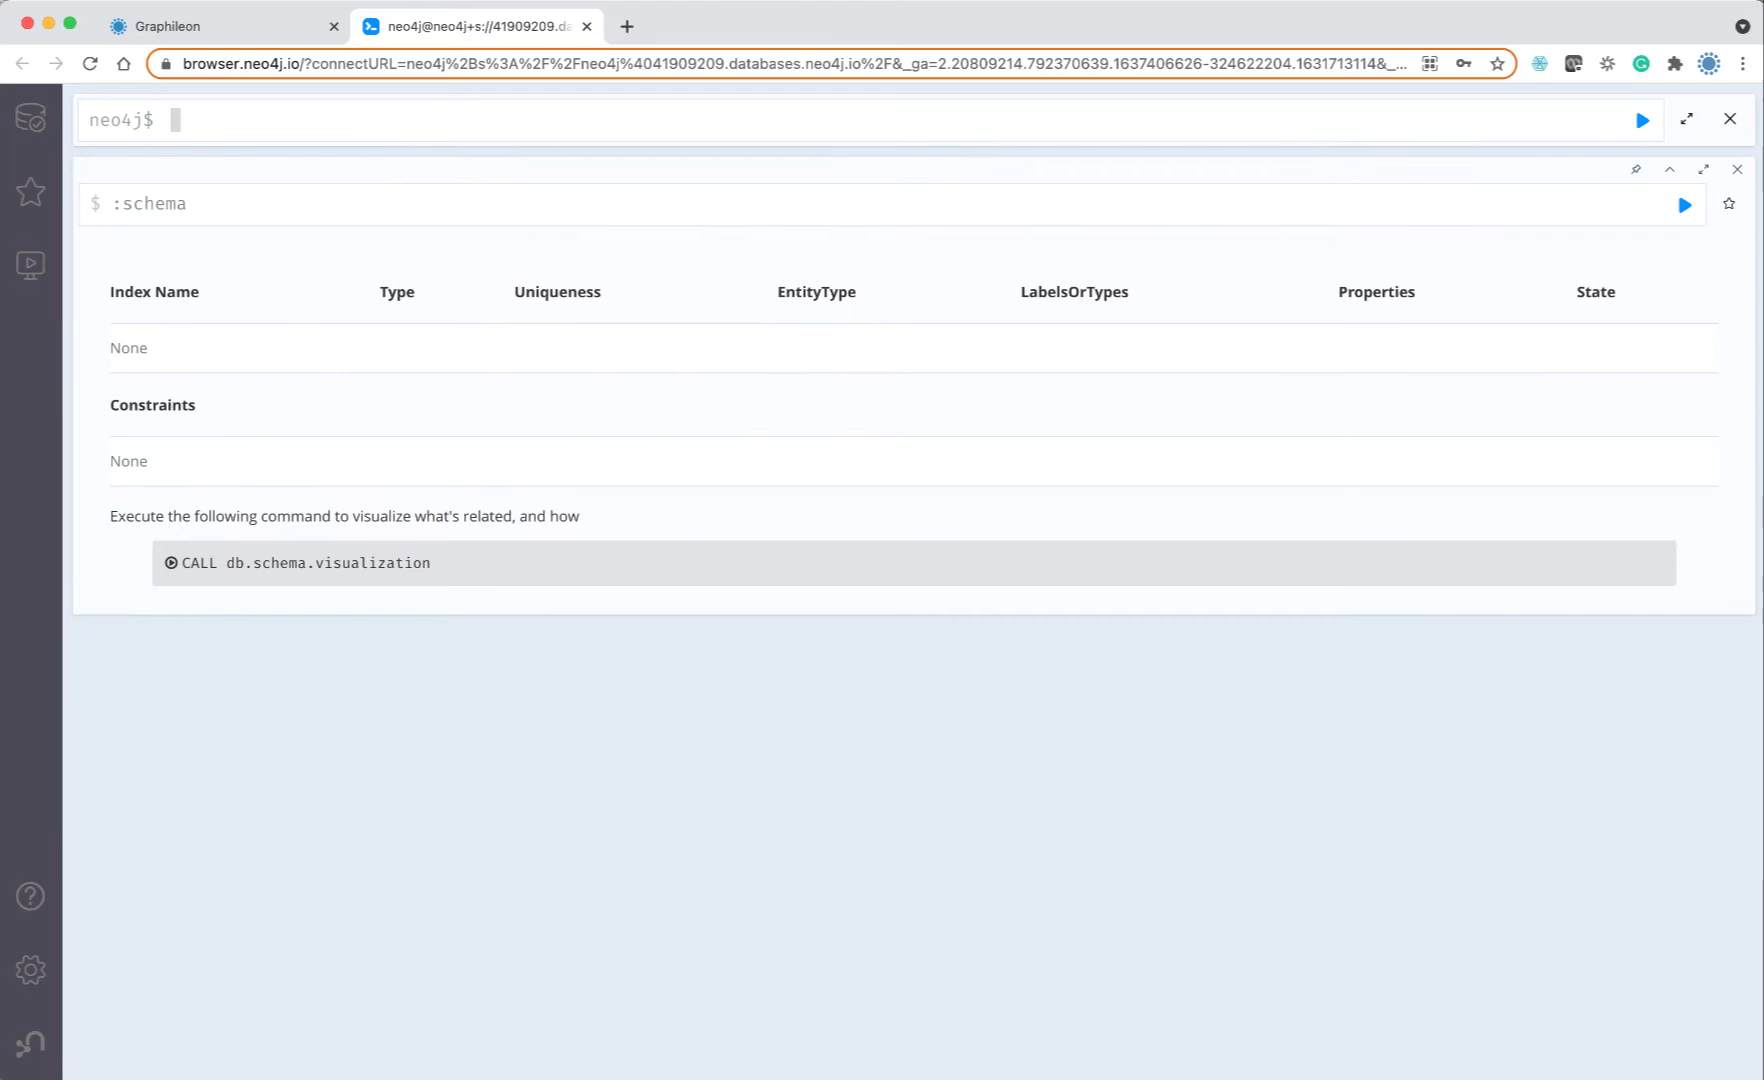 Graphileon
neo4j@neo4j+s://41909209.da
browser.neo4j.io/?connectURL=neo4j%2Bs%3A%2F%2Fneo4j%4041909209.databases.neo4j.io%2F&_ga=2.20809214.792370639.1637406626-324622204.1631713114&_...
neo4j$
$ :schema
Index Name Type Uniqueness EntityType LabelsOrTypes Properties State
None
Constraints
None
Execute the following command to visualize what's related, and how
CALL db.schema.visualization